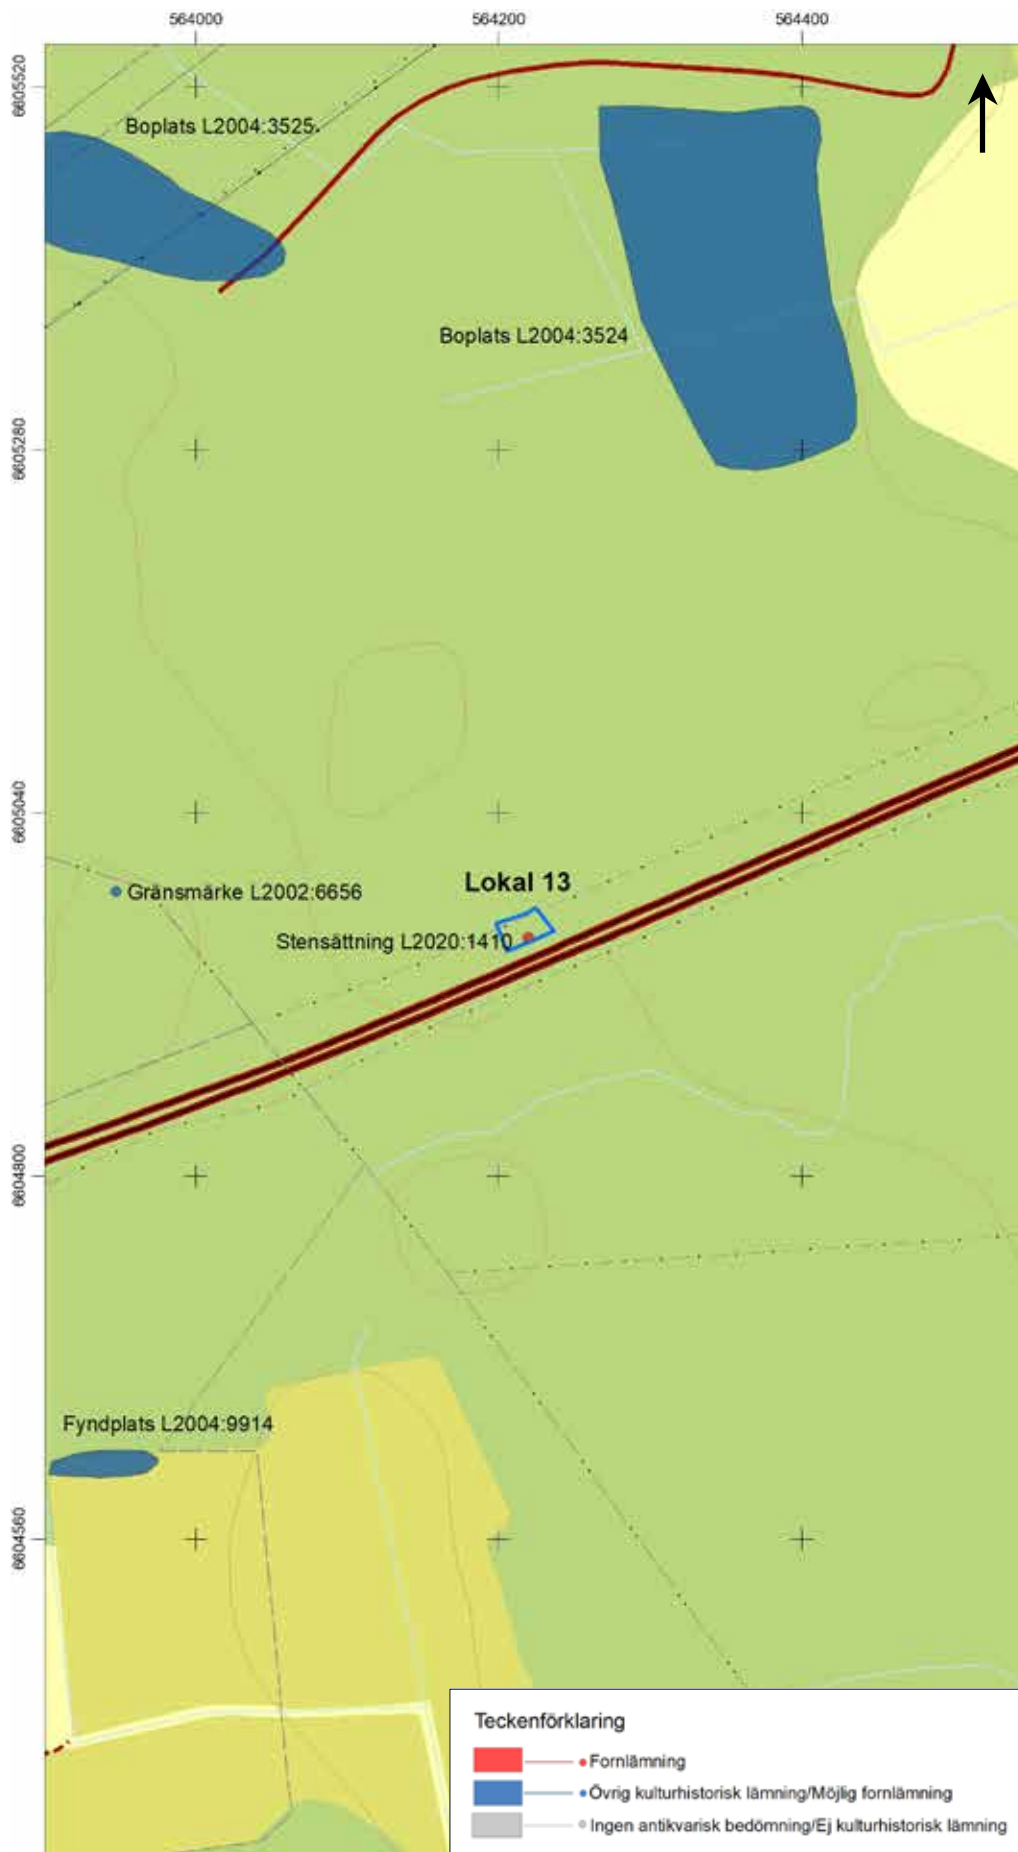 564000 564200 564400
6605520
Boplats L2004:3525
Boplats L2004:3524
6605280
6605040
Lokal 13
Gränsmärke L2002:6656
Stensättning L2020:1410
6604800
Fyndplats L2004:9914
6604560
Teckenförklaring
Fornlämning
Övrig kulturhistorisk lämning/Möjlig fornlämning
Ingen antikvarisk bedömning/Ej kulturhistorisk lämning